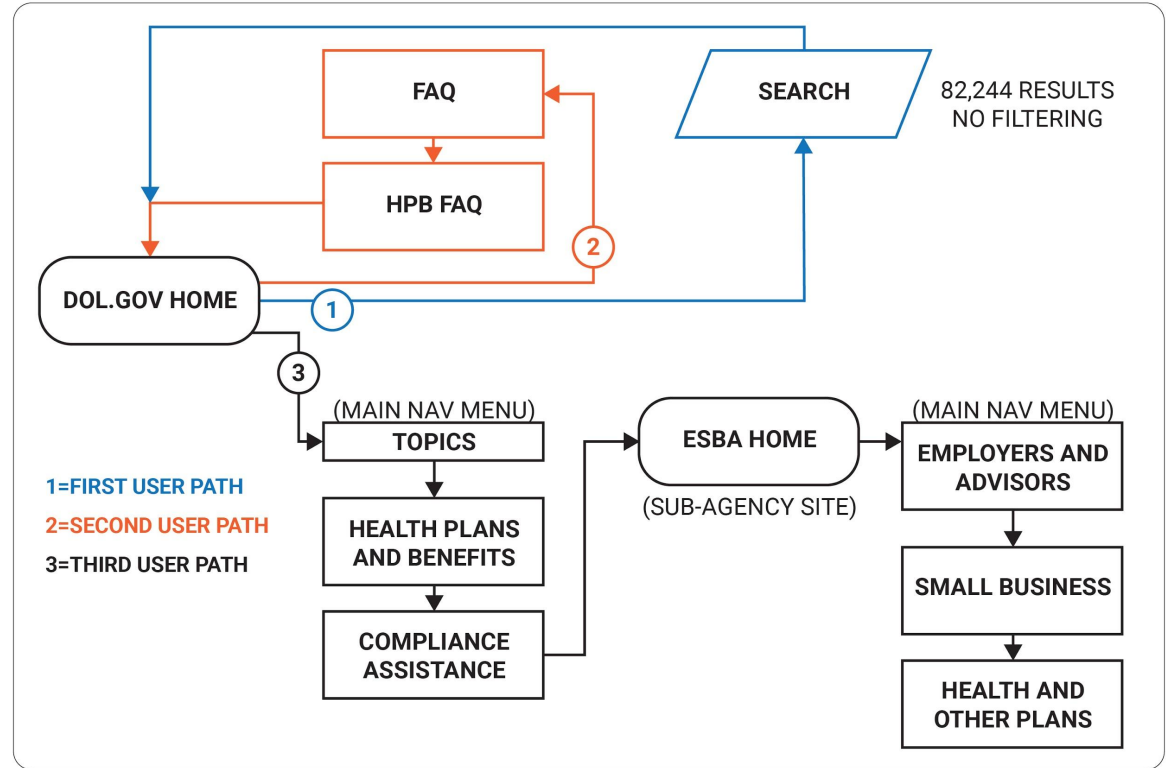 FAQ
SEARCH
82,244 RESULTS
NO FILTERING
HPB FAQ
2
DOL.GOV HOME
1
3
(MAIN NAV MENU)
TOPICS
HEALTH PLANS
AND BENEFITS
COMPLIANCE
ASSISTANCE
ESBA HOME
(SUB-AGENCY SITE)
(MAIN NAV MENU)
EMPLOYERS AND
ADVISORS
SMALL BUSINESS
HEALTH AND
OTHER PLANS
1=FIRST USER PATH
2=SECOND USER PATH
3=THIRD USER PATH